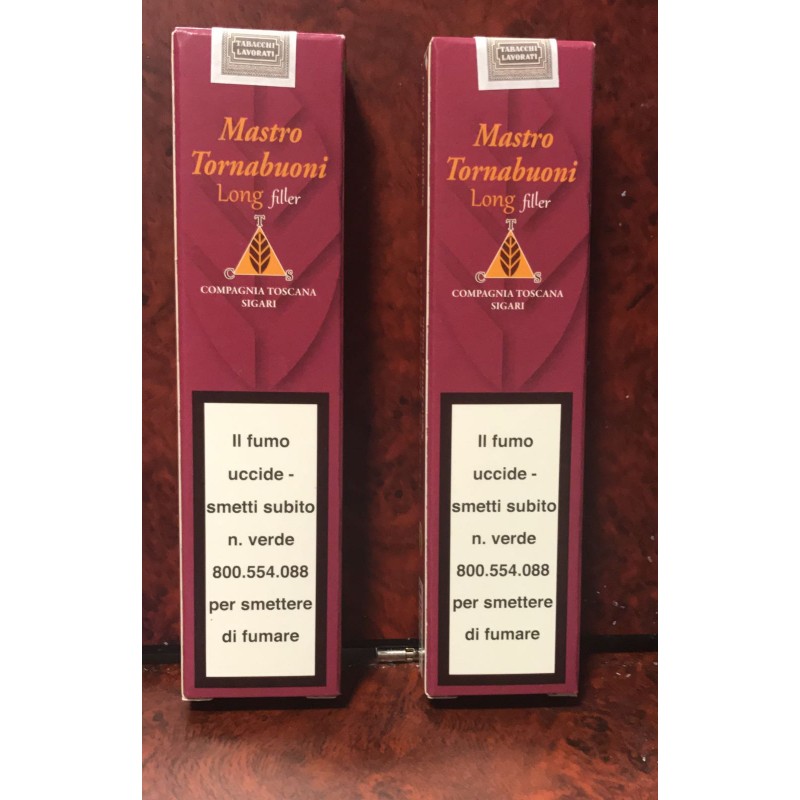 TABACCHI
LAVORATI
Mastro
Tornabuoni
Long filler
T
C S
COMPAGNIA TOSCANA
SIGARI
Il fumo
uccide -
smetti subito
n. verde
800.554.088
per smettere
di fumare
TABACCHI
LAVORATI
Mastro
Tornabuoni
Long filler
T
C S
COMPAGNIA TOSCANA
SIGARI
Il fumo
uccide -
smetti subito
n. verde
800.554.088
per smettere
di fumare